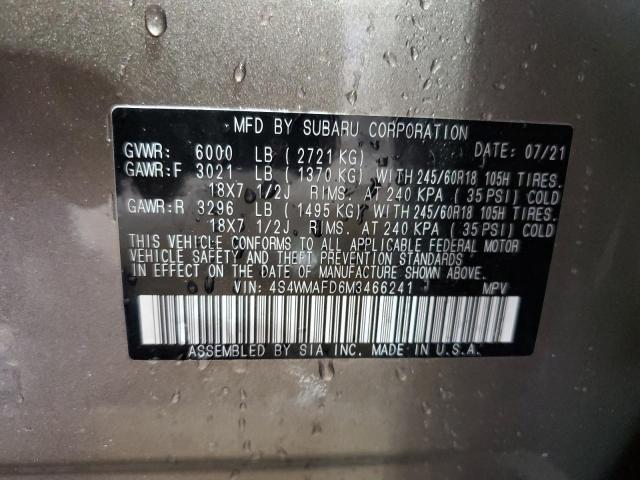 MFD BY SUBARU CORPORATION
GVWR: 6000 LB (2721 KG) DATE: 07/21
GAWR:F 3021 LB (1370 KG) WITH 245/60R18 105H TIRES.
18X7 1/2J RIMS. AT 240 KPA (35 PSI) COLD
GAWR:R 3296 LB (1495 KG) WITH 245/60R18 105H TIRES.
18X7 1/2J RIMS. AT 240 KPA (35 PSI) COLD
THIS VEHICLE CONFORMS TO ALL APPLICABLE FEDERAL MOTOR
VEHICLE SAFETY AND THEFT PREVENTION STANDARDS
IN EFFECT ON THE DATE OF MANUFACTURE SHOWN ABOVE.
VIN: 4S4WMAFD6M3466241 MPV
ASSEMBLED BY SIA INC. MADE IN U.S.A.